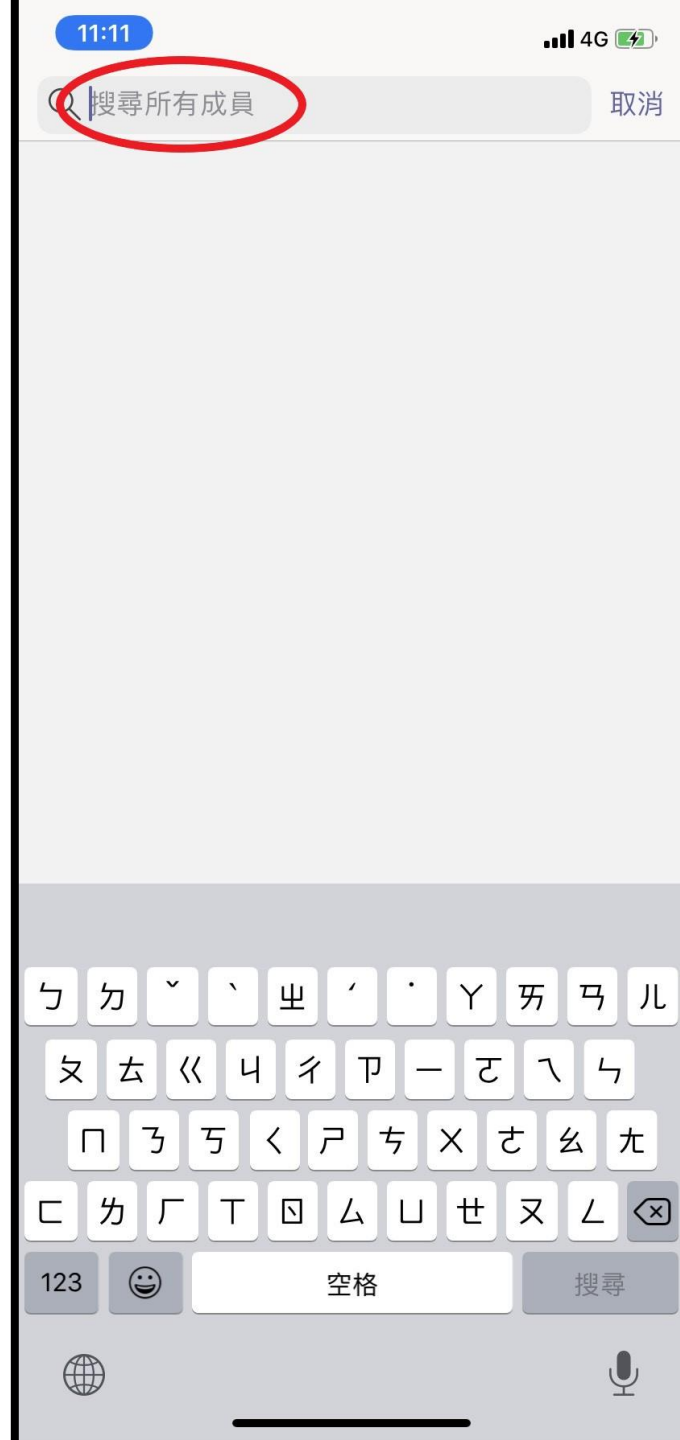 11:11 4G
搜尋所有成員 取消
ㄅ ㄉ ˇ ˋ ㄓ ˊ ˙ ㄚ ㄞ ㄢ ㄦ
ㄆ ㄊ ㄍ ㄐ ㄔ ㄗ ㄧ ㄛ ㄟ ㄣ
ㄇ ㄋ ㄎ ㄑ ㄕ ㄘ ㄨ ㄜ ㄠ ㄤ
ㄈ ㄌ ㄏ ㄒ ㄖ ㄙ ㄩ ㄝ ㄡ ㄥ
123 空格 搜尋